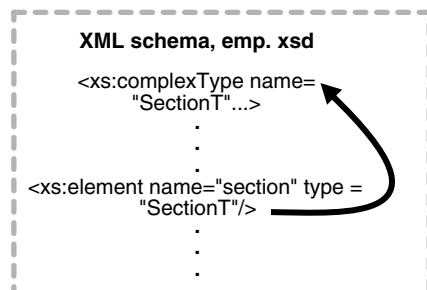 XML schema, emp. xsd
<xs:complexType name=
"SectionT"...>
.
.
.
<xs:element name="section" type =
"SectionT"/>
.
.
.